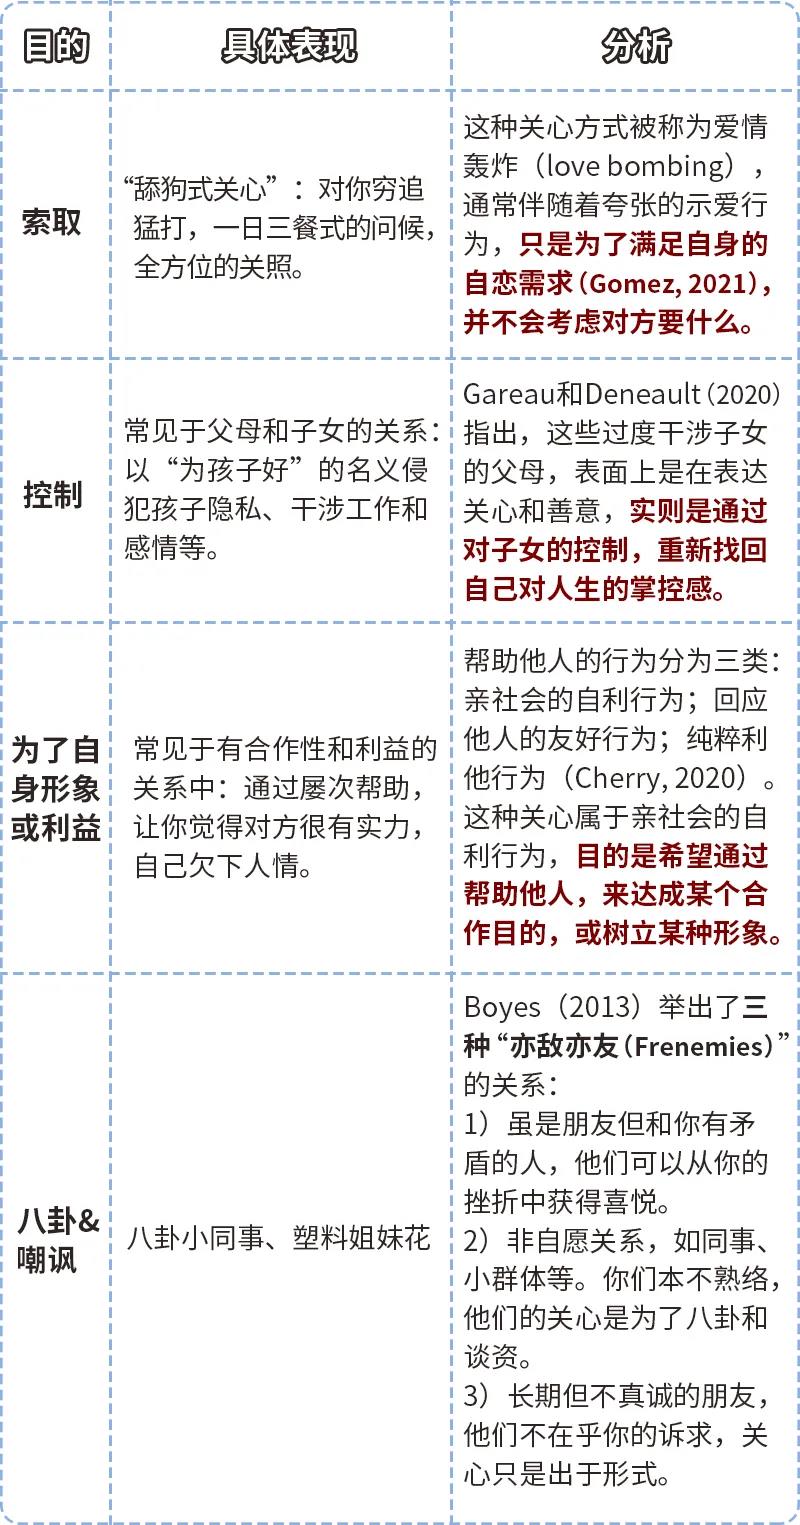 目的
具体表现
分析
索取
“舔狗式关心”：对你穷追
猛打，一日三餐式的问候，
全方位的关照。
这种关心方式被称为爱情
轰炸（love bombing），
通常伴随着夸张的示爱行
为，只是为了满足自身的
自恋需求（Gomez, 2021），
并不会考虑对方要什么。
控制
常见于父母和子女的关系：
以“为孩子好”的名义侵
犯孩子隐私、干涉工作和
感情等。
Gareau和Deneault（2020）
指出，这些过度干涉子女
的父母，表面上是在表达
关心和善意，实则是通过
对子女的控制，重新找回
自己对人生的掌控感。
为了自
身形象
或利益
常见于有合作性和利益的
关系中：通过屡次帮助，
让你觉得对方很有实力，
自己欠下人情。
帮助他人的行为分为三类：
亲社会的自利行为；回应
他人的友好行为；纯粹利
他行为（Cherry, 2020）。
这种关心属于亲社会的自
利行为，目的是希望通过
帮助他人，来达成某个合
作目的，或树立某种形象。
八卦&
嘲讽
八卦小同事、塑料姐妹花
Boyes（2013）举出了三
种“亦敌亦友（Frenemies）”
的关系：
1）虽是朋友但和你有矛
盾的人，他们可以从你的
挫折中获得喜悦。
2）非自愿关系，如同事、
小群体等。你们本不熟络，
他们的关心是为了八卦和
谈资。
3）长期但不真诚的朋友，
他们不在乎你的诉求，关
心只是出于形式。